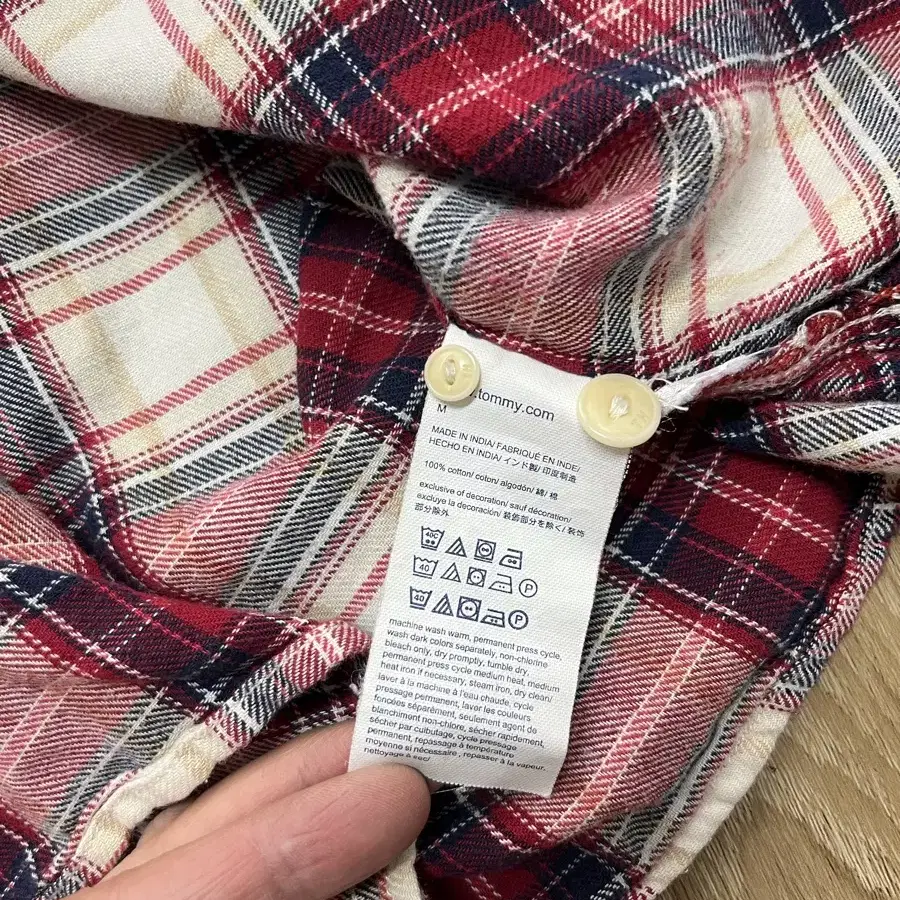 .tommy.com
M
MADE IN INDIA/ FABRIQUÉ EN INDE/
HECHO EN INDIA/ インド製/ 印度制造
100% cotton/ coton/ algodón/ 綿/ 棉
exclusive of decoration/ sauf décoration/
excluye la decoración/ 装飾部分を除く/ 装饰
部分除外
40C
40 P
40 P
machine wash warm, permanent press cycle,
wash dark colors separately, non-chlorine
bleach only, dry promptly, tumble dry,
permanent press cycle medium heat, medium
heat iron if necessary, steam iron, dry clean/
laver à la machine à l'eau chaude, cycle
pressage permanent, laver les couleurs
foncées séparément, seulement agent de
blanchiment non-chlore, sécher rapidement,
sécher par culbutage, cycle pressage
permanent, repassage à température
moyenne si nécessaire , repasser à la vapeur,
nettoyage à sec/